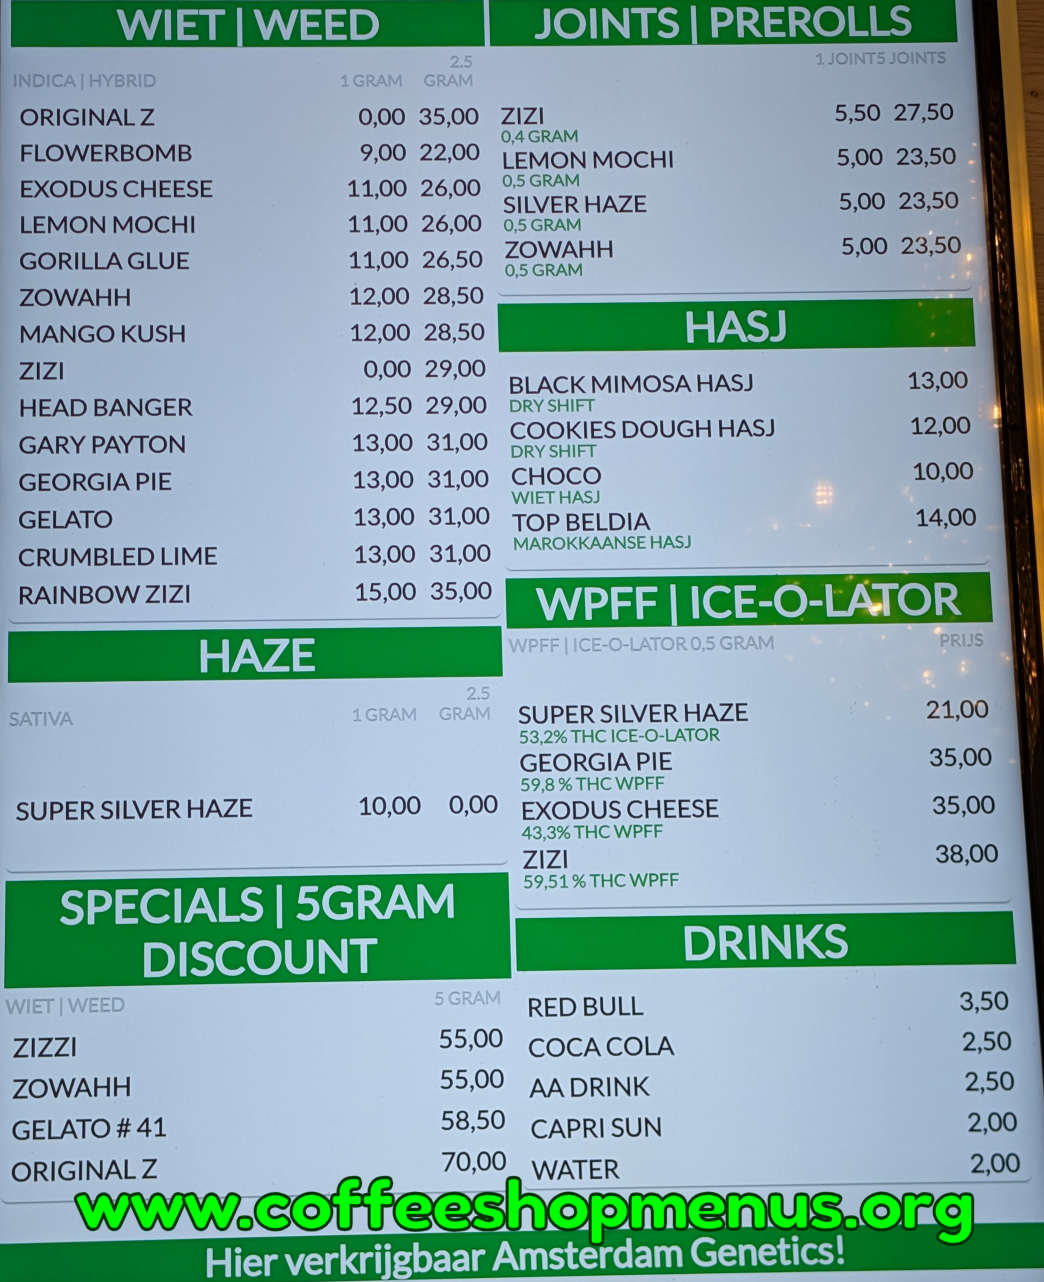 WIET | WEED
INDICA | HYBRID 1 GRAM 2.5 GRAM
ORIGINAL Z 0,00 35,00
FLOWERBOMB 9,00 22,00
EXODUS CHEESE 11,00 26,00
LEMON MOCHI 11,00 26,00
GORILLA GLUE 11,00 26,50
ZOWAHH 12,00 28,50
MANGO KUSH 12,00 28,50
ZIZI 0,00 29,00
HEAD BANGER 12,50 29,00
GARY PAYTON 13,00 31,00
GEORGIA PIE 13,00 31,00
GELATO 13,00 31,00
CRUMBLED LIME 13,00 31,00
RAINBOW ZIZI 15,00 35,00
HAZE
SATIVA 1 GRAM 2.5 GRAM
SUPER SILVER HAZE 10,00 0,00
SPECIALS | 5GRAM
DISCOUNT
WIET | WEED 5 GRAM
ZIZZI 55,00
ZOWAHH 55,00
GELATO # 41 58,50
ORIGINAL Z 70,00
JOINTS | PREROLLS
1 JOINT 5 JOINTS
ZIZI 5,50 27,50
0,4 GRAM
LEMON MOCHI 5,00 23,50
0,5 GRAM
SILVER HAZE 5,00 23,50
0,5 GRAM
ZOWAHH 5,00 23,50
0,5 GRAM
HASJ
BLACK MIMOSA HASJ 13,00
DRY SHIFT
COOKIES DOUGH HASJ 12,00
DRY SHIFT
CHOCO 10,00
WIET HASJ
TOP BELDIA 14,00
MAROKKAANSE HASJ
WPFF | ICE-O-LATOR
WPFF | ICE-O-LATOR 0,5 GRAM PRIJS
SUPER SILVER HAZE 21,00
53,2% THC ICE-O-LATOR
GEORGIA PIE 35,00
59,8 % THC WPFF
EXODUS CHEESE 35,00
43,3% THC WPFF
ZIZI 38,00
59,51 % THC WPFF
DRINKS
RED BULL 3,50
COCA COLA 2,50
AA DRINK 2,50
CAPRI SUN 2,00
WATER 2,00
www.coffeeshopmenus.org
Hier verkrijgbaar Amsterdam Genetics!